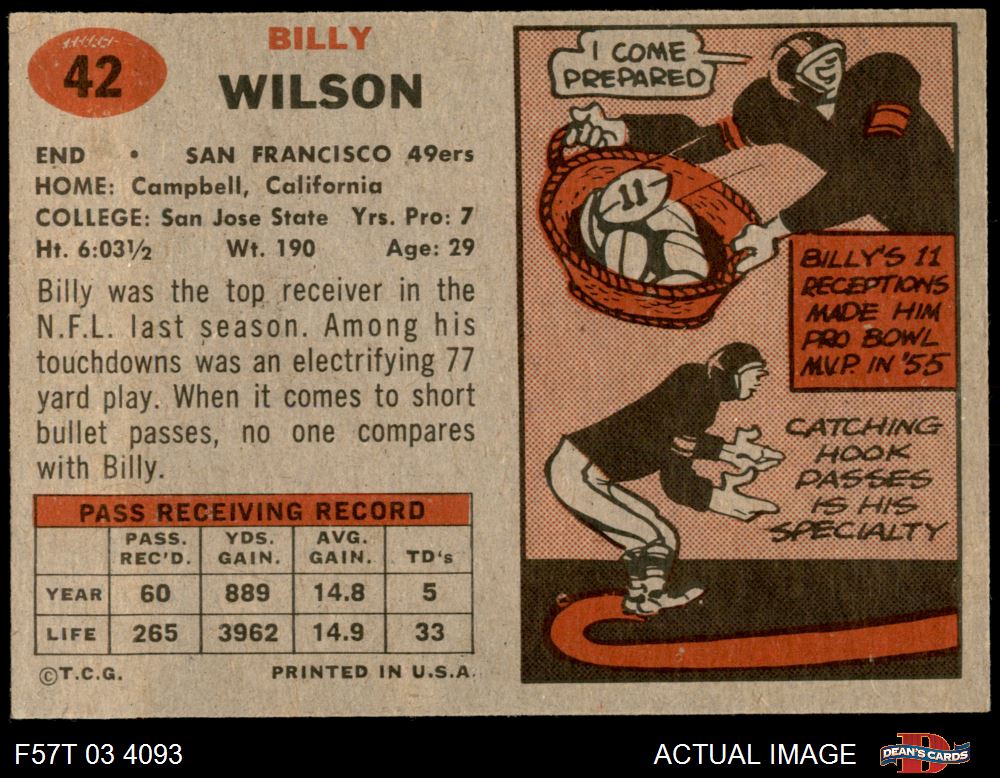 42
BILLY
WILSON
END • SAN FRANCISCO 49ers
HOME: Campbell, California
COLLEGE: San Jose State Yrs. Pro: 7
Ht. 6:03½ Wt. 190 Age: 29
Billy was the top receiver in the
N.F.L. last season. Among his
touchdowns was an electrifying 77
yard play. When it comes to short
bullet passes, no one compares
with Billy.
PASS RECEIVING RECORD
PASS. REC'D. YDS. GAIN. AVG. GAIN. TD's
YEAR 60 889 14.8 5
LIFE 265 3962 14.9 33
©T.C.G. PRINTED IN U.S.A.
I COME
PREPARED
11
BILLY'S 11
RECEPTIONS
MADE HIM
PRO BOWL
M.V.P. IN '55
CATCHING
HOOK
PASSES
IS HIS
SPECIALTY
F57T 03 4093
ACTUAL IMAGE
DEAN'S CARDS